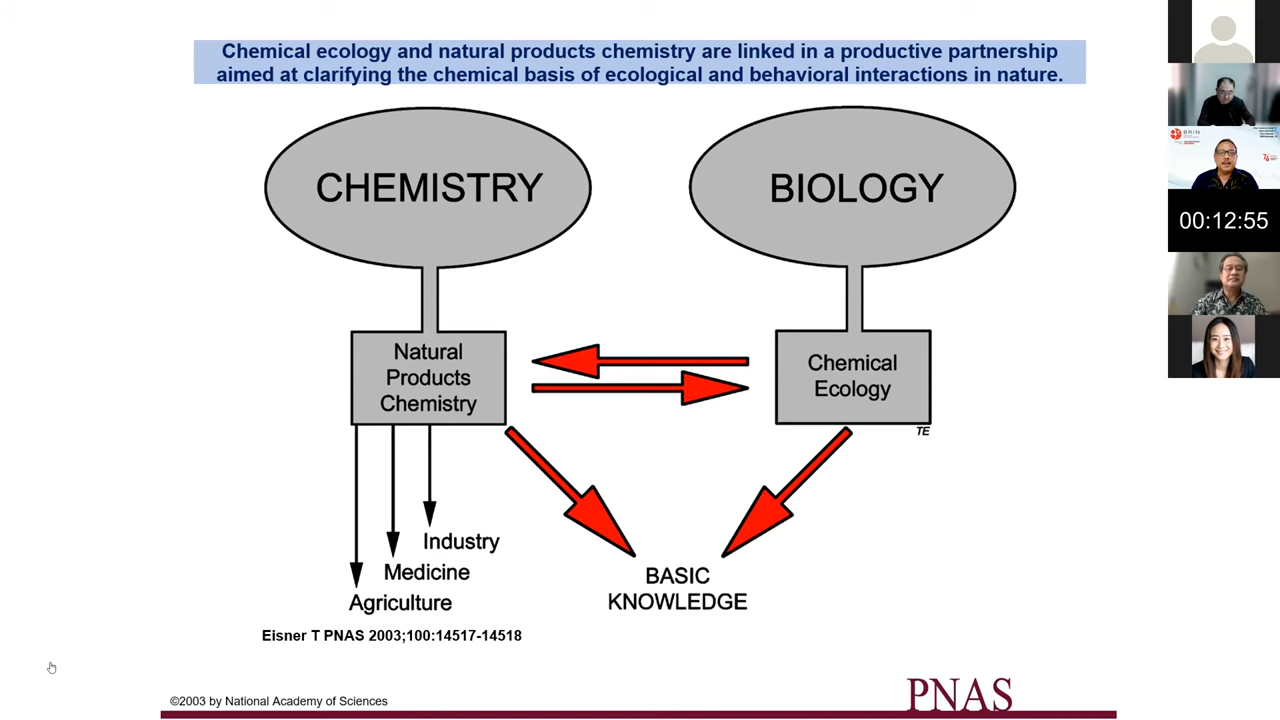 Chemical ecology and natural products chemistry are linked in a productive partnership
aimed at clarifying the chemical basis of ecological and behavioral interactions in nature.
CHEMISTRY
BIOLOGY
Natural
Products
Chemistry
Chemical
Ecology
TE
Industry
Medicine
Agriculture
BASIC
KNOWLEDGE
Eisner T PNAS 2003;100:14517-14518
©2003 by National Academy of Sciences
PNAS
BRIN
00:12:55